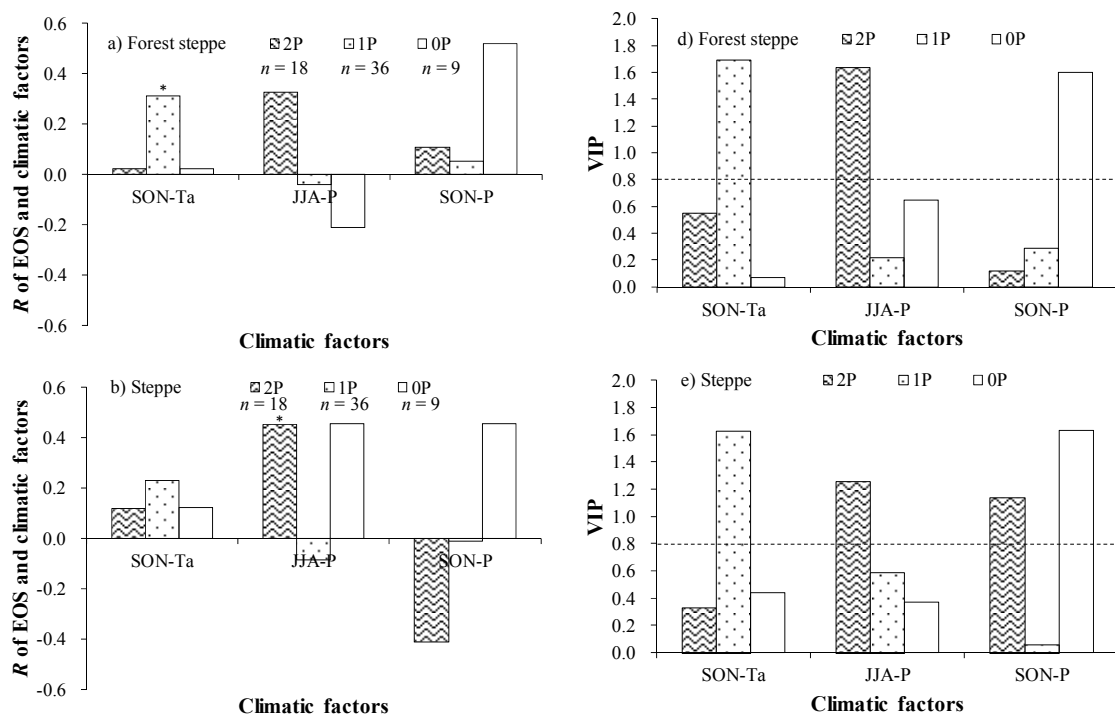 a) Forest steppe 2P 1P 0P
n = 18 n = 36 n = 9
0.6
0.4
0.2
0.0
-0.2
-0.4
-0.6
R of EOS and climatic factors
*
SON-Ta JJA-P SON-P
Climatic factors
d) Forest steppe 2P 1P 0P
2.0
1.8
1.6
1.4
1.2
1.0
0.8
0.6
0.4
0.2
0.0
VIP
SON-Ta JJA-P SON-P
Climatic factors
b) Steppe 2P 1P 0P
n = 18 n = 36 n = 9
0.6
0.4
0.2
0.0
-0.2
-0.4
-0.6
R of EOS and climatic factors
*
SON-Ta JJA-P SON-P
Climatic factors
e) Steppe 2P 1P 0P
2.0
1.8
1.6
1.4
1.2
1.0
0.8
0.6
0.4
0.2
0.0
VIP
SON-Ta JJA-P SON-P
Climatic factors